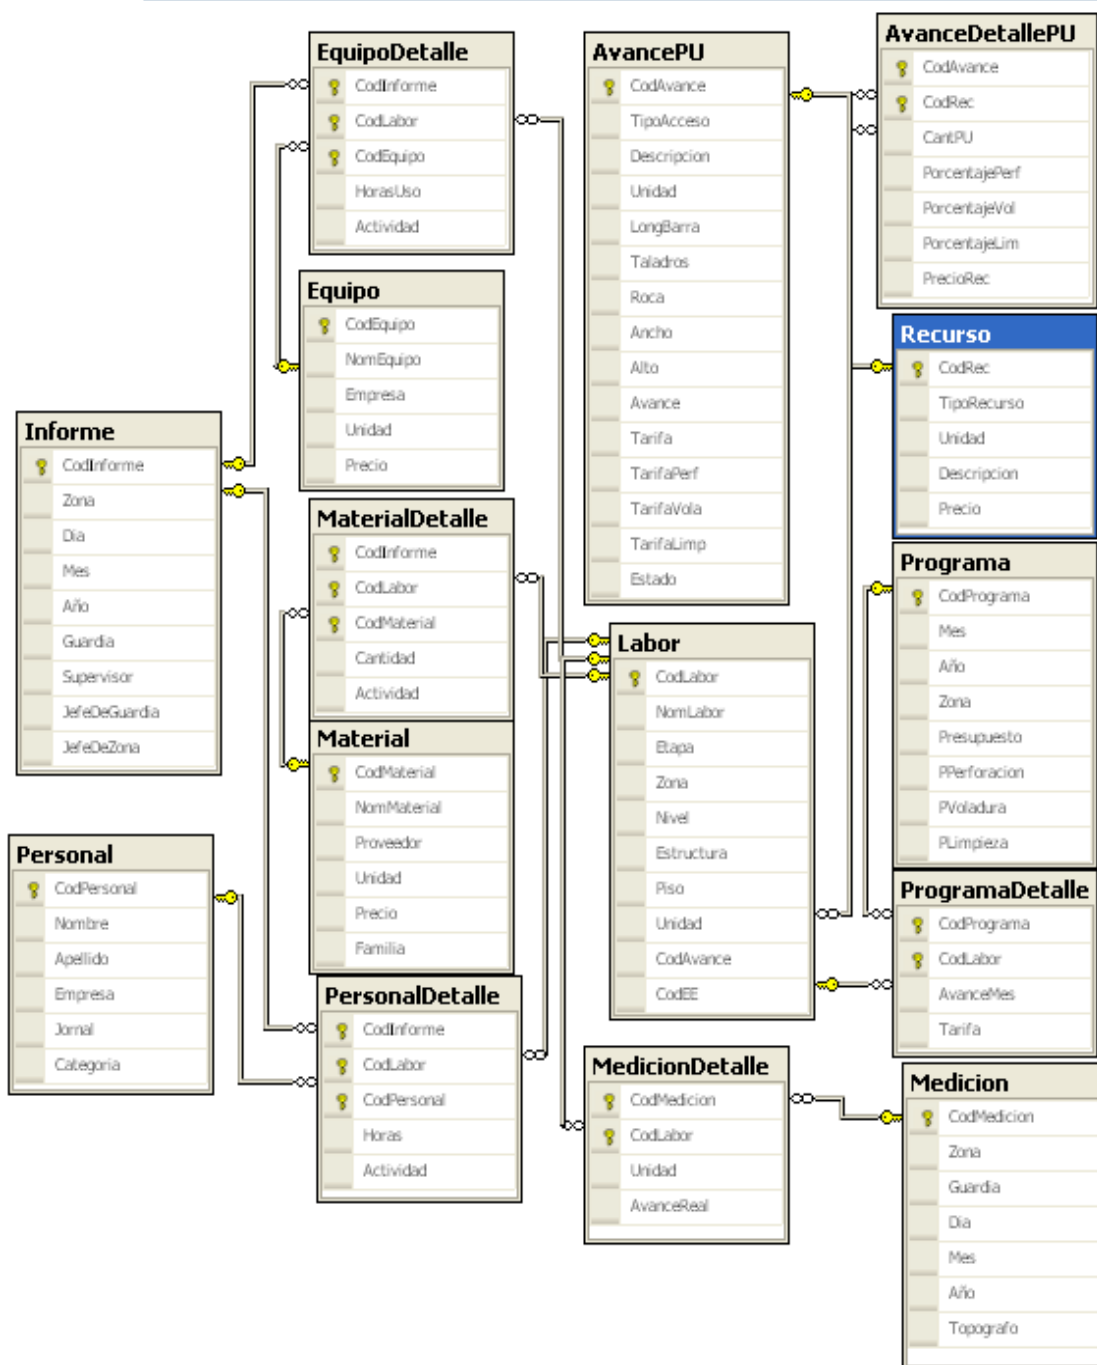 EquipoDetalle
CodInforme
CodLabor
CodEquipo
HorasUso
Actividad
Equipo
CodEquipo
NomEquipo
Empresa
Unidad
Precio
Informe
CodInforme
Zona
Dia
Mes
Año
Guardia
Supervisor
JefeDeGuardia
JefeDeZona
MaterialDetalle
CodInforme
CodLabor
CodMaterial
Cantidad
Actividad
Material
CodMaterial
NomMaterial
Proveedor
Unidad
Precio
Familia
Personal
CodPersonal
Nombre
Apellido
Empresa
Jornal
Categoria
PersonalDetalle
CodInforme
CodLabor
CodPersonal
Horas
Actividad
AvancePU
CodAvance
TipoAcceso
Descripcion
Unidad
LongBarra
Taladros
Roca
Ancho
Alto
Avance
Tarifa
TarifaPerf
TarifaVola
TarifaLimp
Estado
Labor
CodLabor
NomLabor
Etapa
Zona
Nivel
Estructura
Piso
Unidad
CodAvance
CodEE
MedicionDetalle
CodMedicion
CodLabor
Unidad
AvanceReal
AvanceDetallePU
CodAvance
CodRec
CantPU
PorcentajePerf
PorcentajeVol
PorcentajeLim
PrecioRec
Recurso
CodRec
TipoRecurso
Unidad
Descripcion
Precio
Programa
CodPrograma
Mes
Año
Zona
Presupuesto
PPerforacion
PVoladura
PLimpieza
ProgramaDetalle
CodPrograma
CodLabor
AvanceMes
Tarifa
Medicion
CodMedicion
Zona
Guardia
Dia
Mes
Año
Topografo